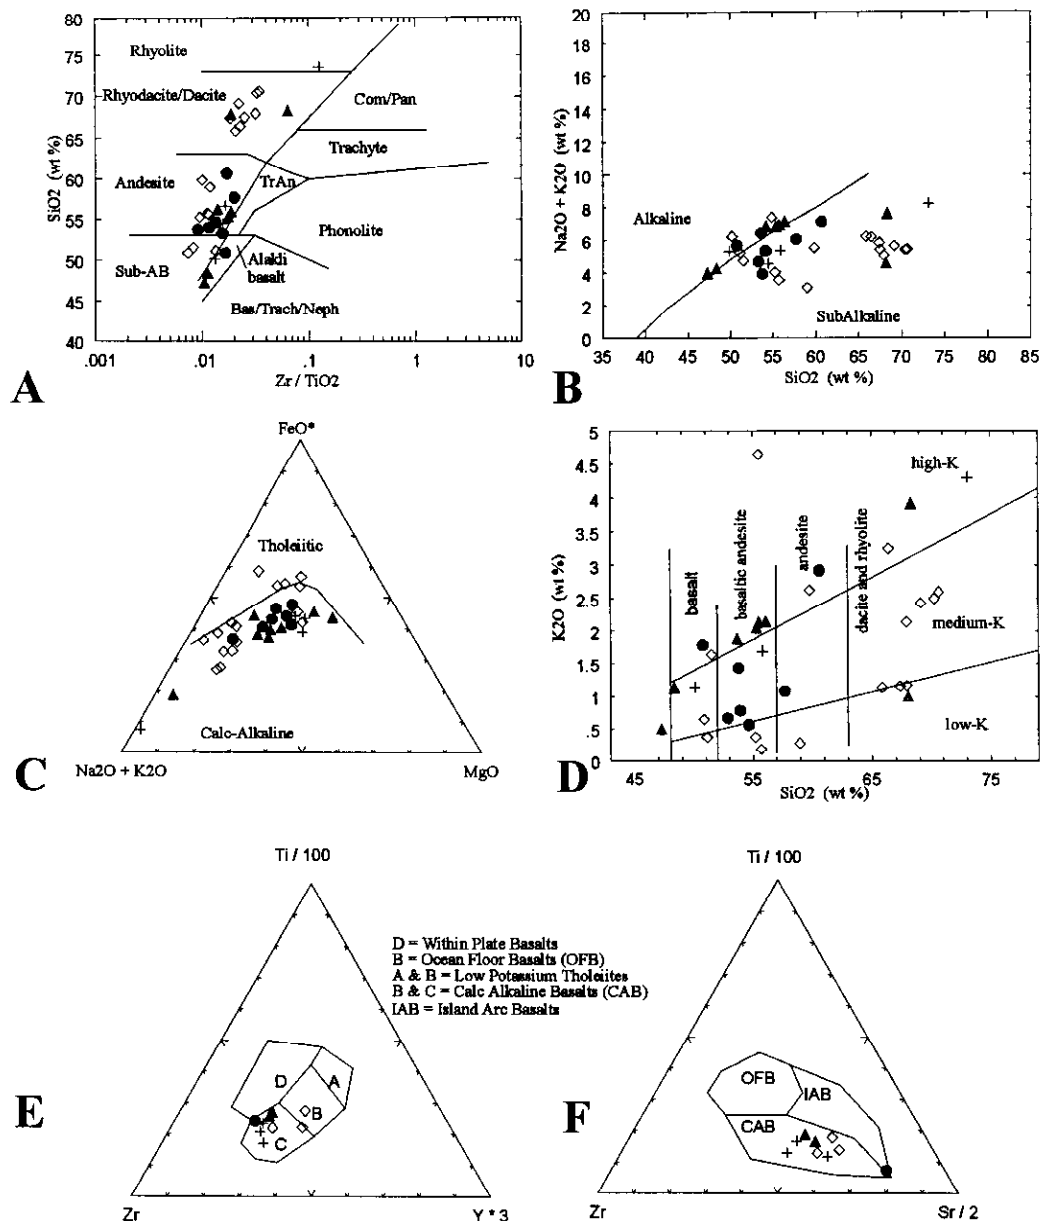 80
75
70
65
60
55
50
45
40
SiO2 (wt %)
Rhyolite
Rhyodacite/Dacite
Com/Pan
Trachyte
Andesite
TrAn
Phonolite
Sub-AB
Alakli
basalt
Bas/Trach/Neph
.001
.01
.1
1
10
Zr / TiO2
A
20
18
16
14
12
10
8
6
4
2
0
Na2O + K2O (wt %)
Alkaline
SubAlkaline
35 40 45 50 55 60 65 70 75 80 85
SiO2 (wt %)
B
FeO*
Tholeiitic
Calc-Alkaline
Na2O + K2O
MgO
C
5
4.5
4
3.5
3
2.5
2
1.5
1
.5
0
K2O (wt %)
high-K
basalt
basaltic andesite
andesite
dacite and rhyolite
medium-K
low-K
45
55
65
75
SiO2 (wt %)
D
Ti / 100
D = Within Plate Basalts
B = Ocean Floor Basalts (OFB)
A & B = Low Potassium Tholeiites
B & C = Calc Alkaline Basalts (CAB)
IAB = Island Arc Basalts
D
A
B
C
E
Zr
Y * 3
Ti / 100
OFB
IAB
CAB
F
Zr
Sr / 2